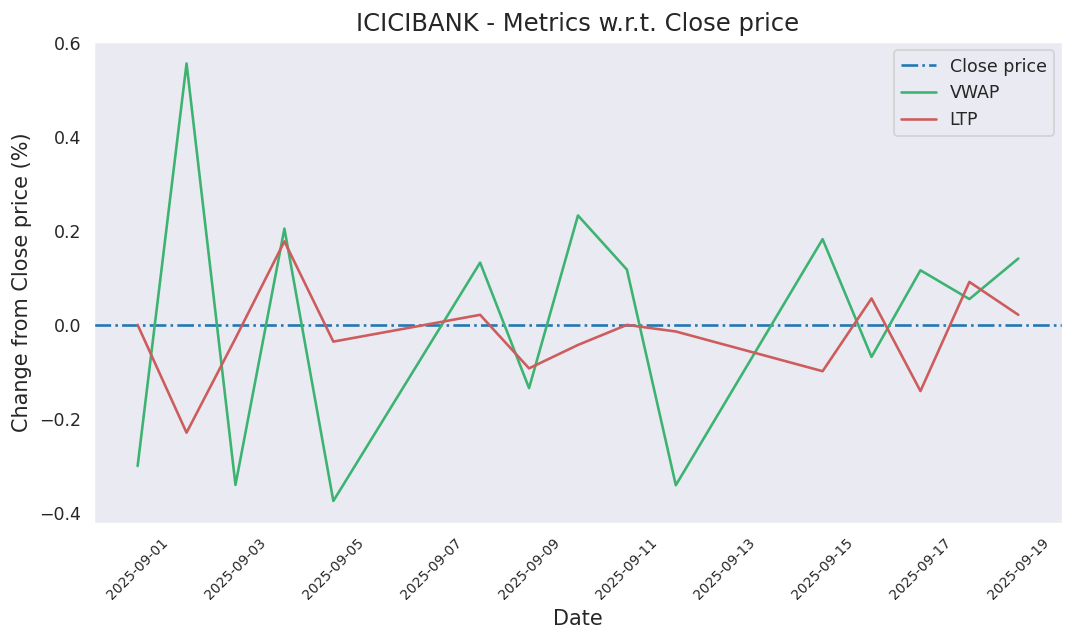 ICICIBANK - Metrics w.r.t. Close price
Change from Close price (%)
0.6
0.4
0.2
0.0
−0.2
−0.4
Close price
VWAP
LTP
2025-09-01
2025-09-03
2025-09-05
2025-09-07
2025-09-09
2025-09-11
2025-09-13
2025-09-15
2025-09-17
2025-09-19
Date